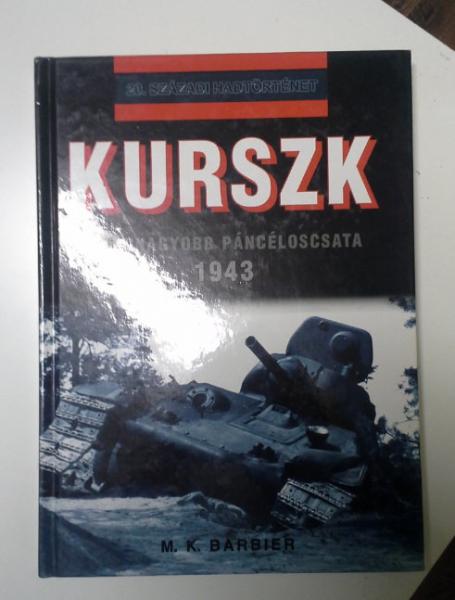 20. SZÁZADI HADTÖRTÉNET
KURSZK
PÁNCÉLOSCSATA
1943
M. K. BARBIER